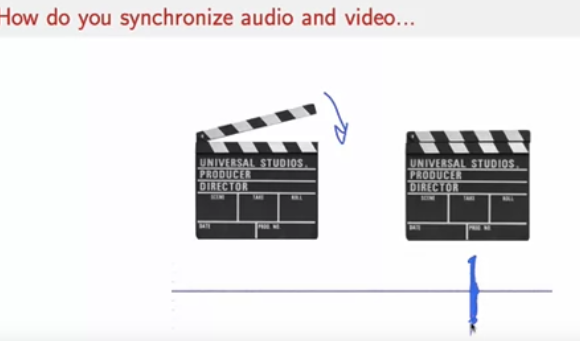 How do you synchronize audio and video...
UNIVERSAL STUDIOS.
PRODUCER
DIRECTOR
SCENE TAKE ROLL
DATE PROD. NO.
UNIVERSAL STUDIOS.
PRODUCER
DIRECTOR
SCENE TAKE ROLL
DATE PROD. NO.